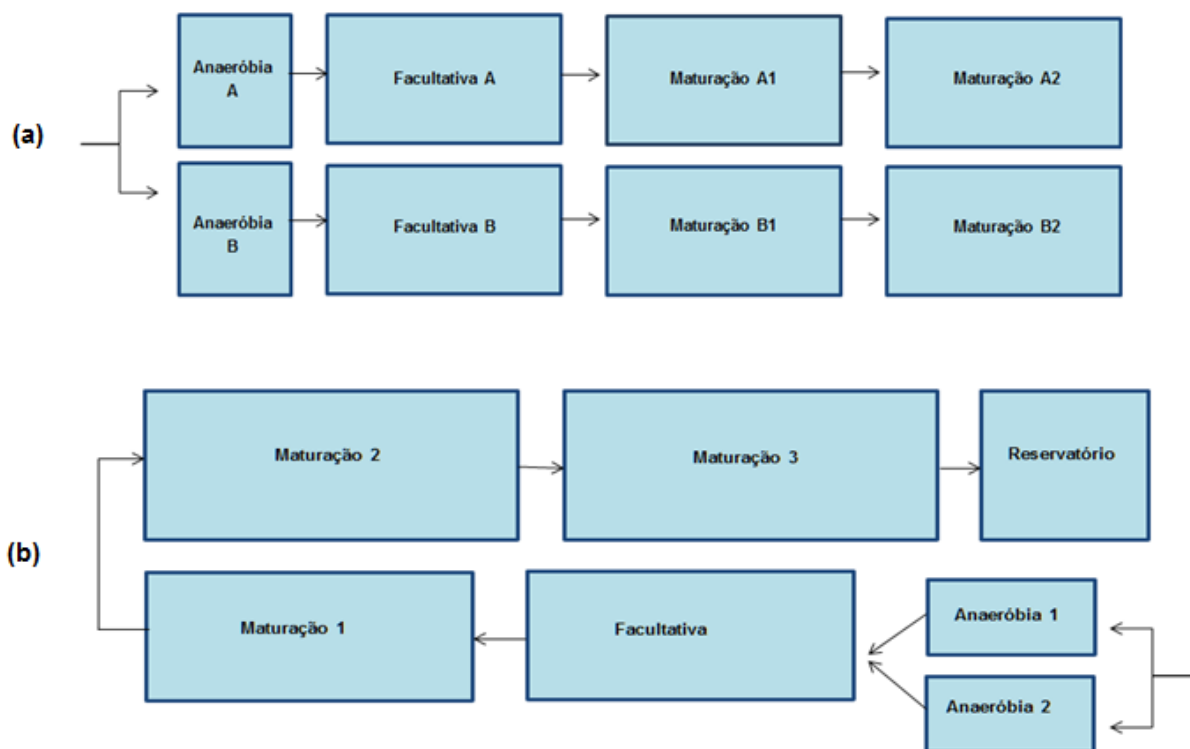 (a)
Anaeróbia
A
Facultativa A
Maturação A1
Maturação A2
Anaeróbia
B
Facultativa B
Maturação B1
Maturação B2
(b)
Maturação 2
Maturação 3
Reservatório
Maturação 1
Facultativa
Anaeróbia 1
Anaeróbia 2